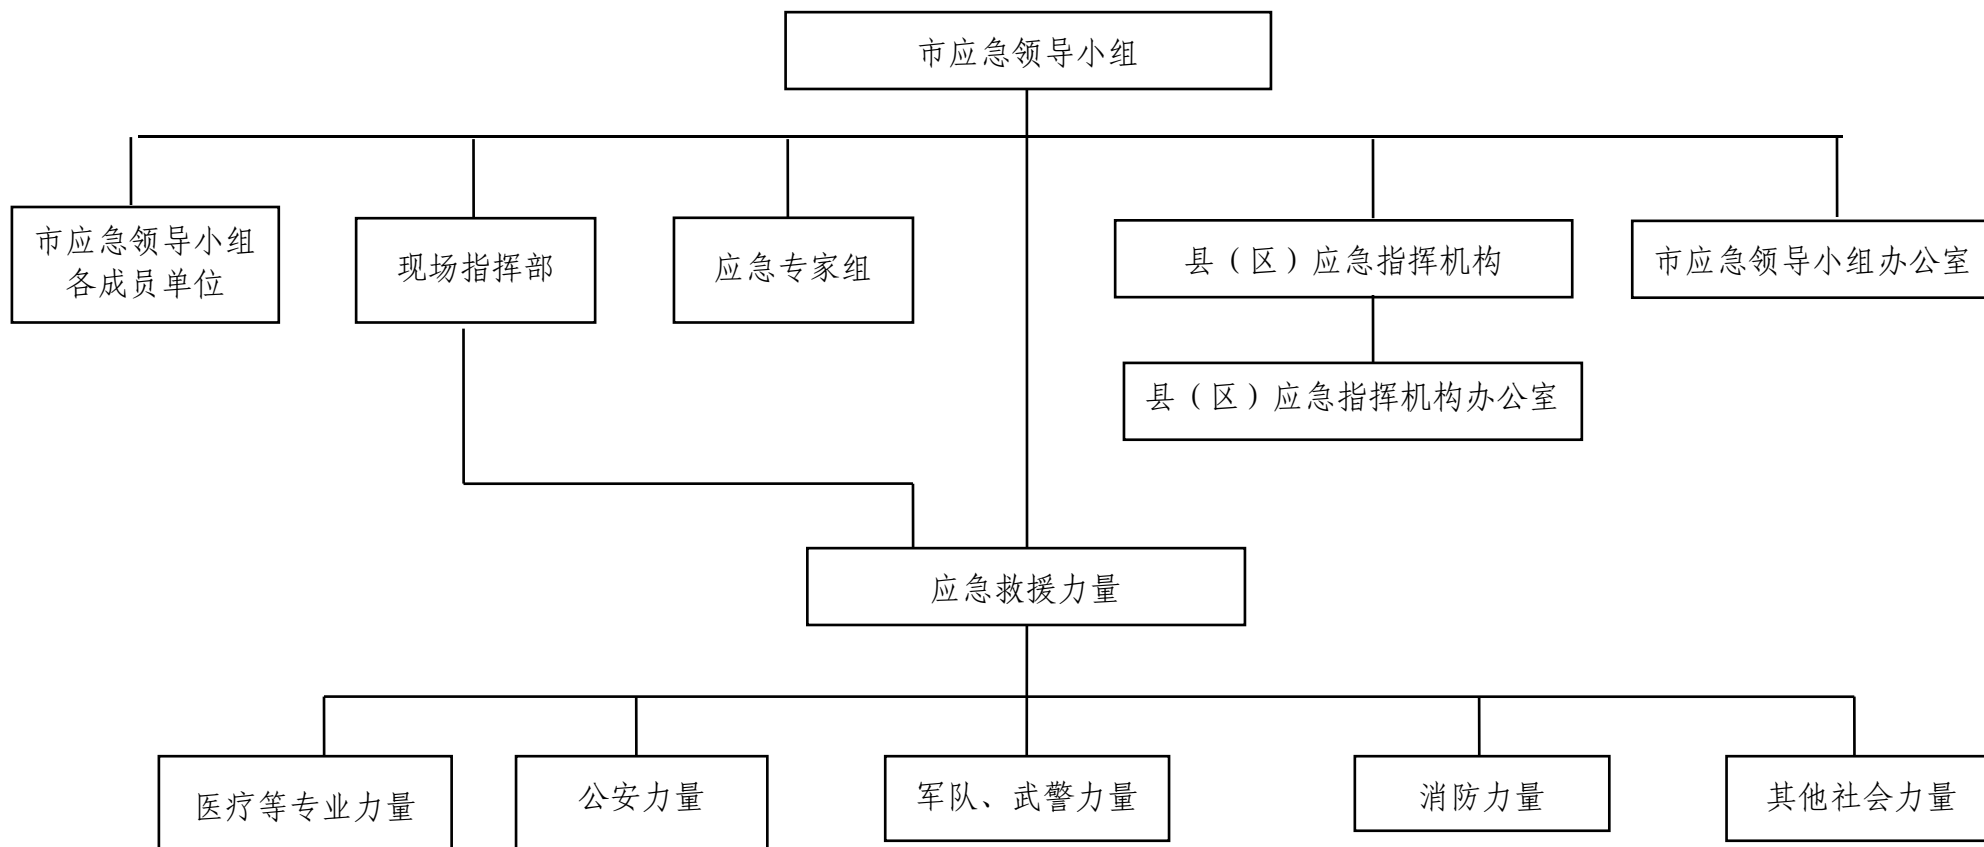 市应急领导小组
市应急领导小组
各成员单位
现场指挥部
应急专家组
县（区）应急指挥机构
市应急领导小组办公室
县（区）应急指挥机构办公室
应急救援力量
医疗等专业力量
公安力量
军队、武警力量
消防力量
其他社会力量